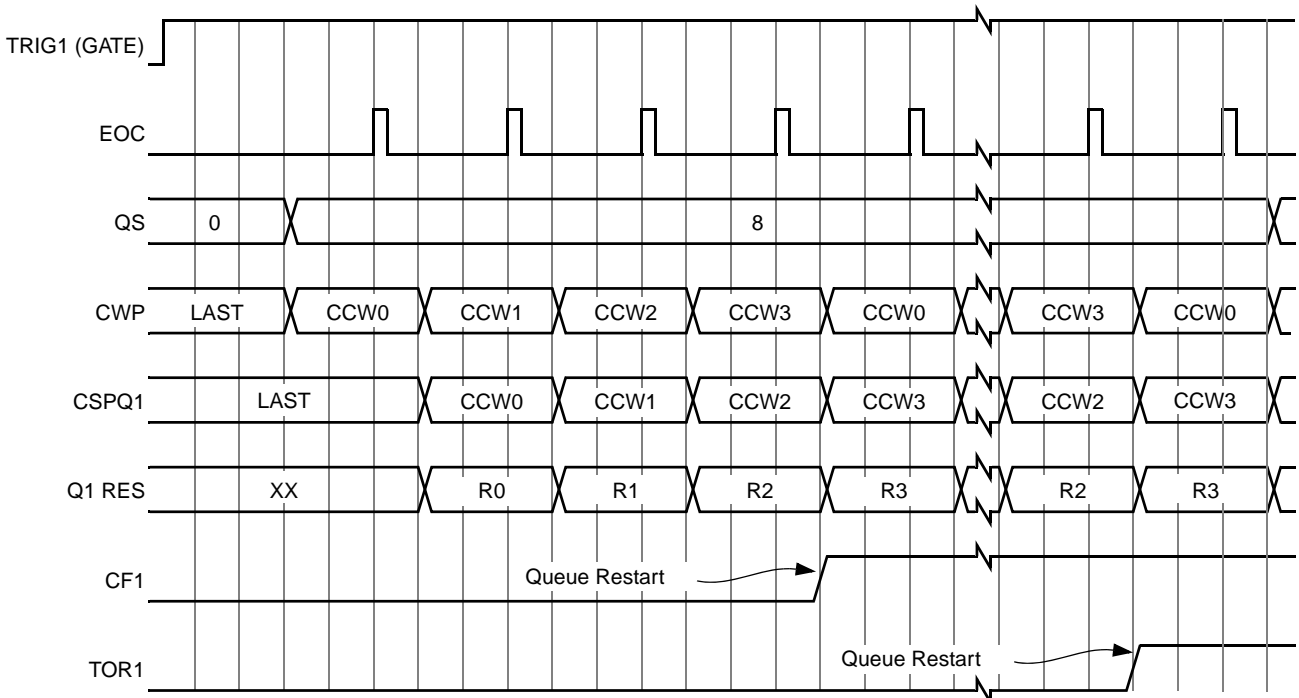 TRIG1 (GATE)
EOC
QS 0 8
CWP LAST CCW0 CCW1 CCW2 CCW3 CCW0 CCW3 CCW0
CSPQ1 LAST CCW0 CCW1 CCW2 CCW3 CCW2 CCW3
Q1 RES XX R0 R1 R2 R3 R2 R3
CF1 Queue Restart
TOR1 Queue Restart